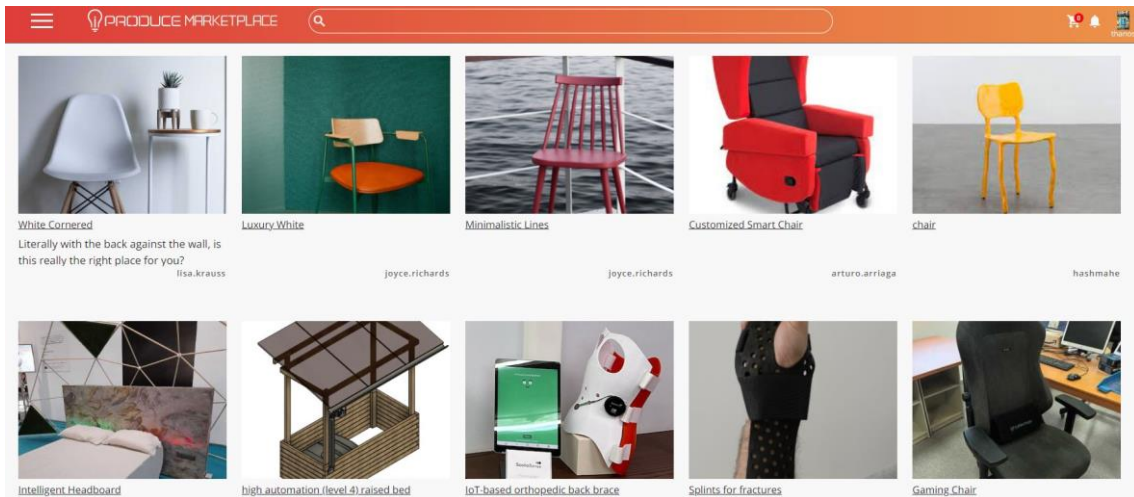 PRODUCE MARKETPLACE
0
thanos
White Cornered
Literally with the back against the wall, is
this really the right place for you?
lisa.krauss
Luxury White
joyce.richards
Minimalistic Lines
joyce.richards
Customized Smart Chair
arturo.arriaga
chair
hashmahe
Intelligent Headboard
high automation (level 4) raised bed
IoT-based orthopedic back brace
Splints for fractures
Gaming Chair